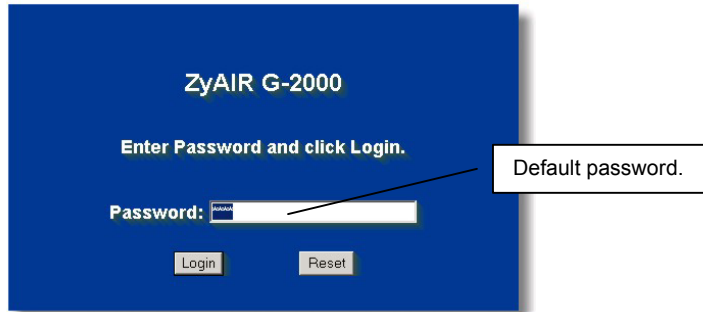 ZyAIR G-2000
Enter Password and click Login.
Default password.
Password: ****
Login Reset